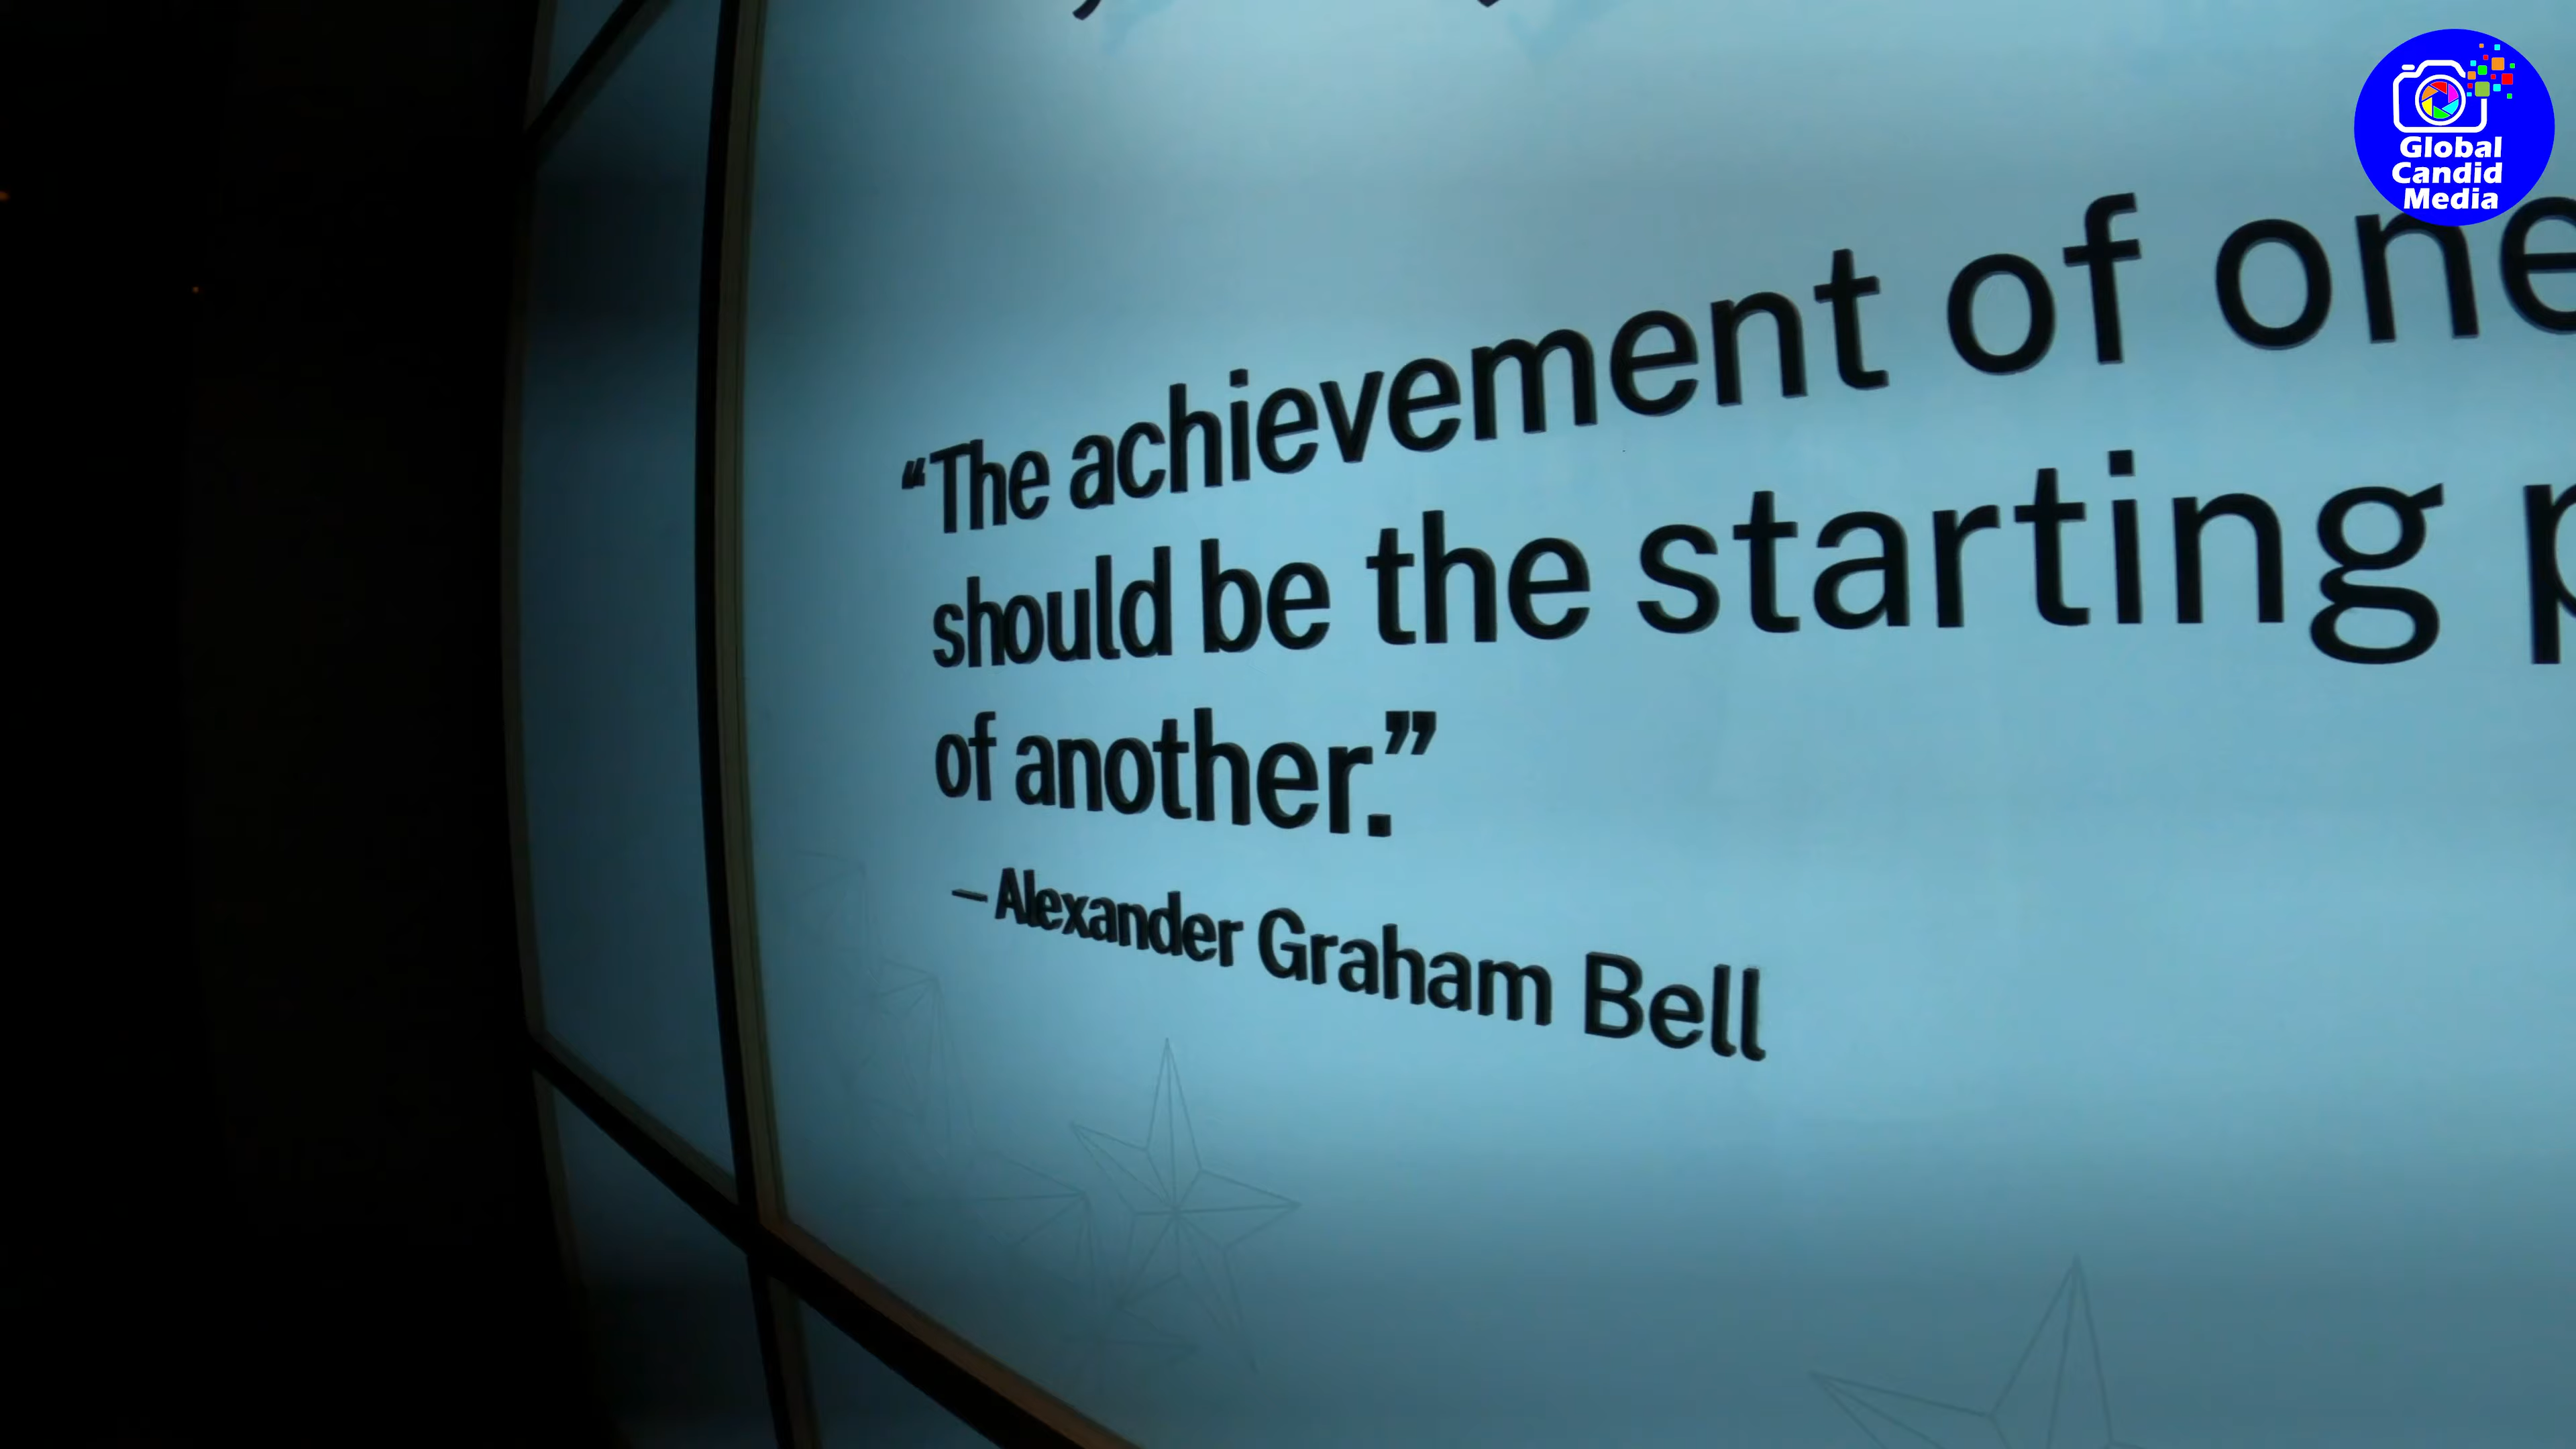 Global
Candid
Media
“The achievement of one
should be the starting p
of another.”
– Alexander Graham Bell